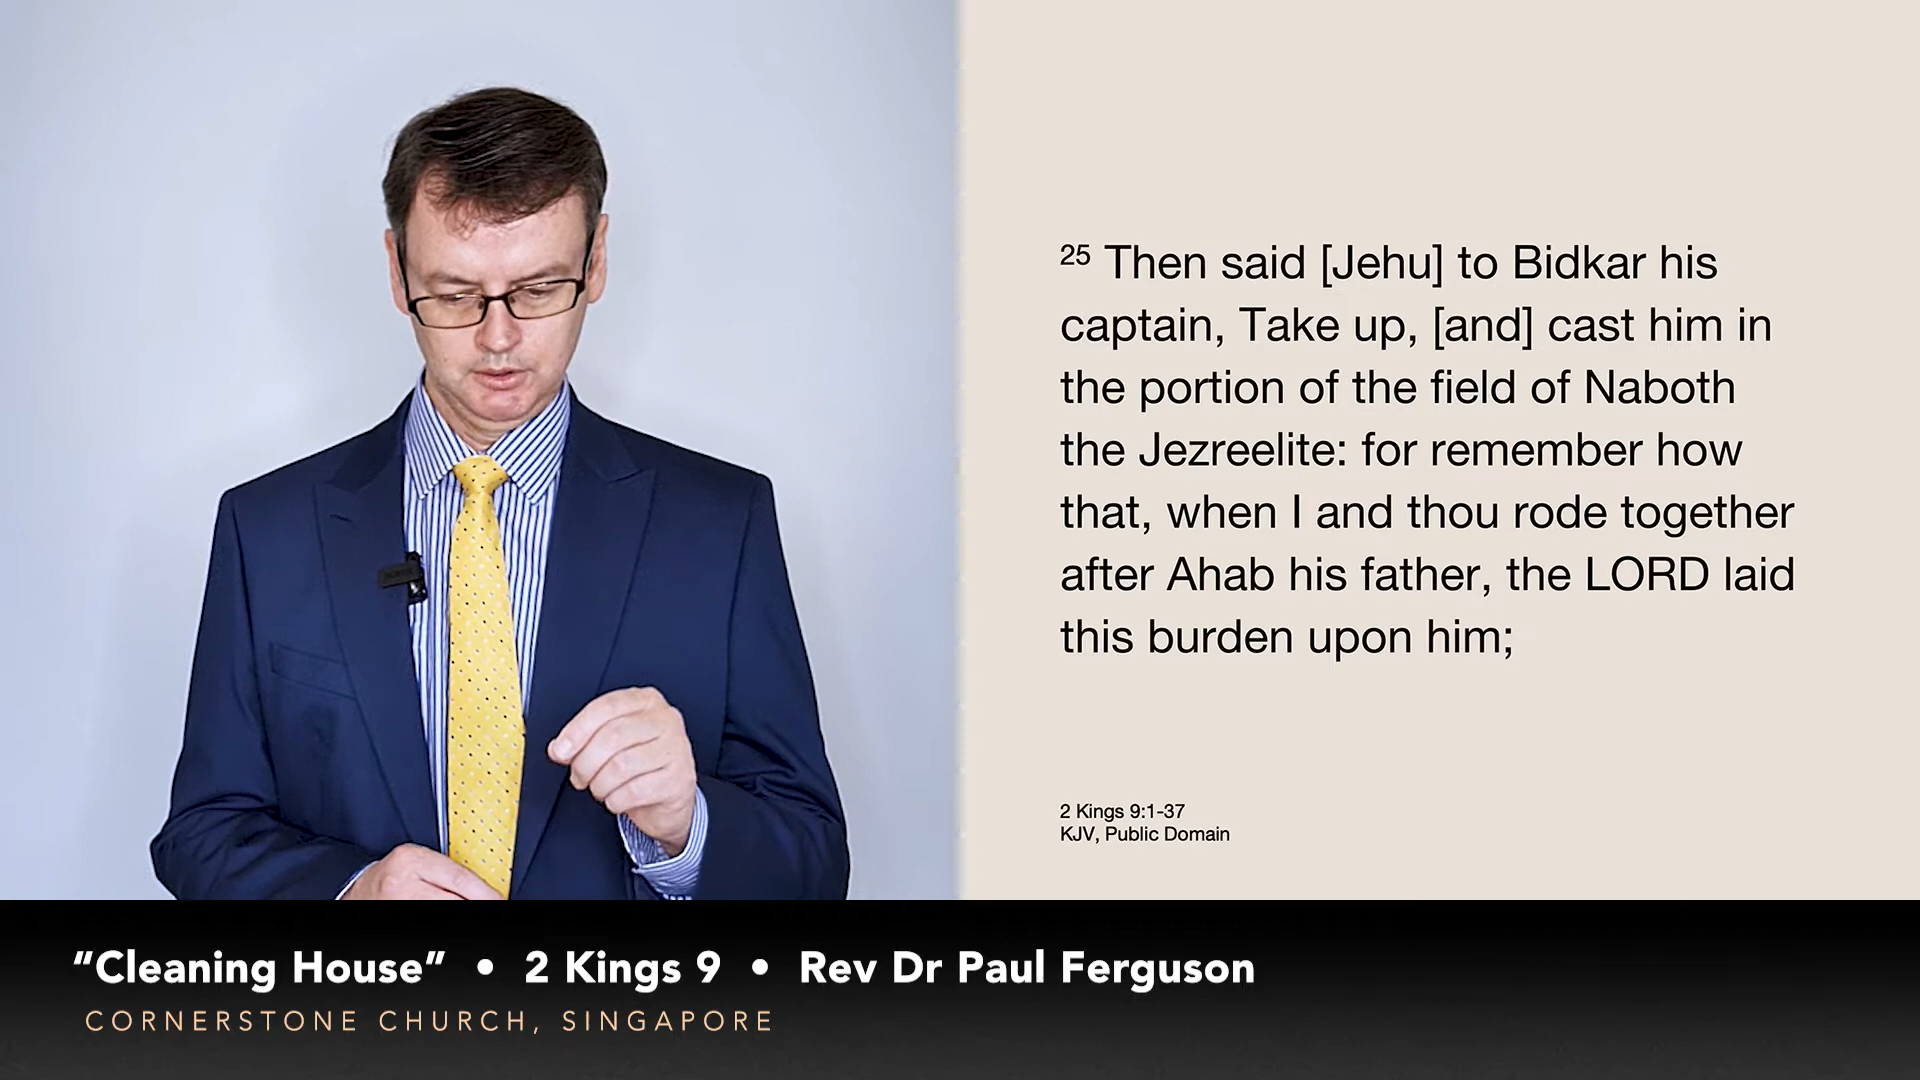 25 Then said [Jehu] to Bidkar his
captain, Take up, [and] cast him in
the portion of the field of Naboth
the Jezreelite: for remember how
that, when I and thou rode together
after Ahab his father, the LORD laid
this burden upon him;
2 Kings 9:1-37
KJV, Public Domain
“Cleaning House” • 2 Kings 9 • Rev Dr Paul Ferguson
CORNERSTONE CHURCH, SINGAPORE